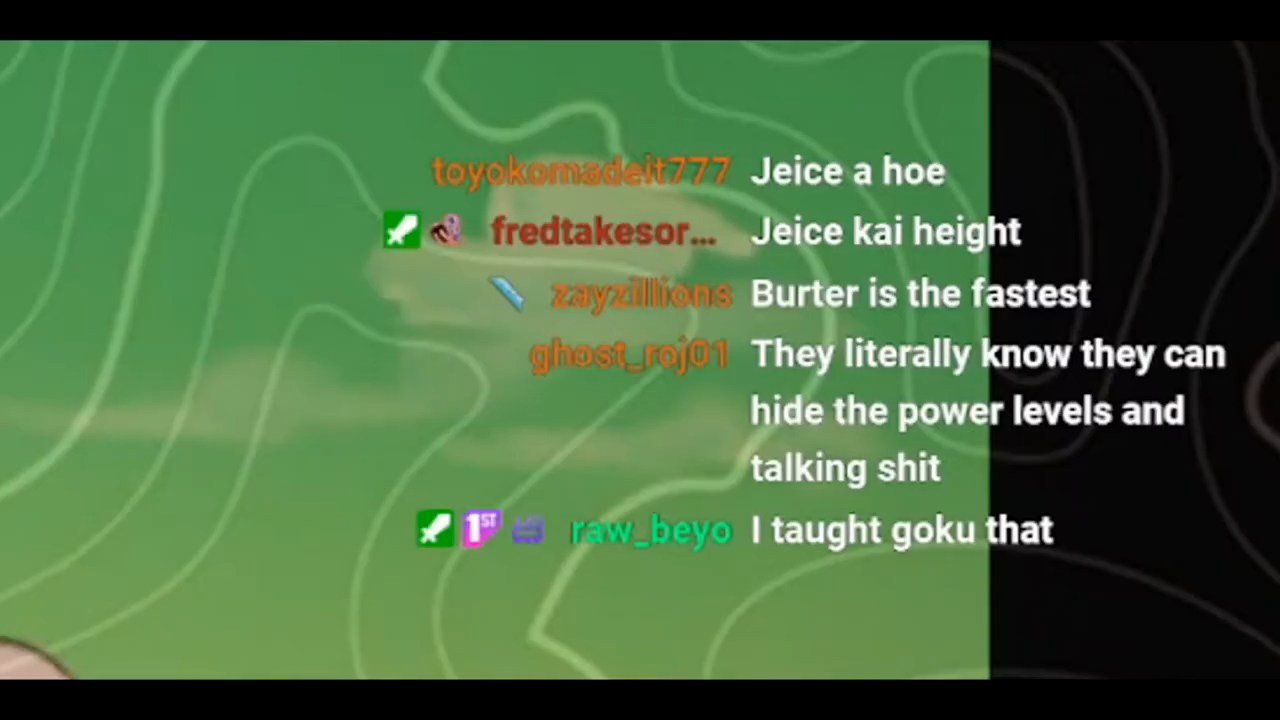 toyokomadeit777 Jeice a hoe
1ST
fredtakesor... Jeice kai height
zayzillions Burter is the fastest
ghost_roj01 They literally know they can
hide the power levels and
talking shit
raw_beyo I taught goku that